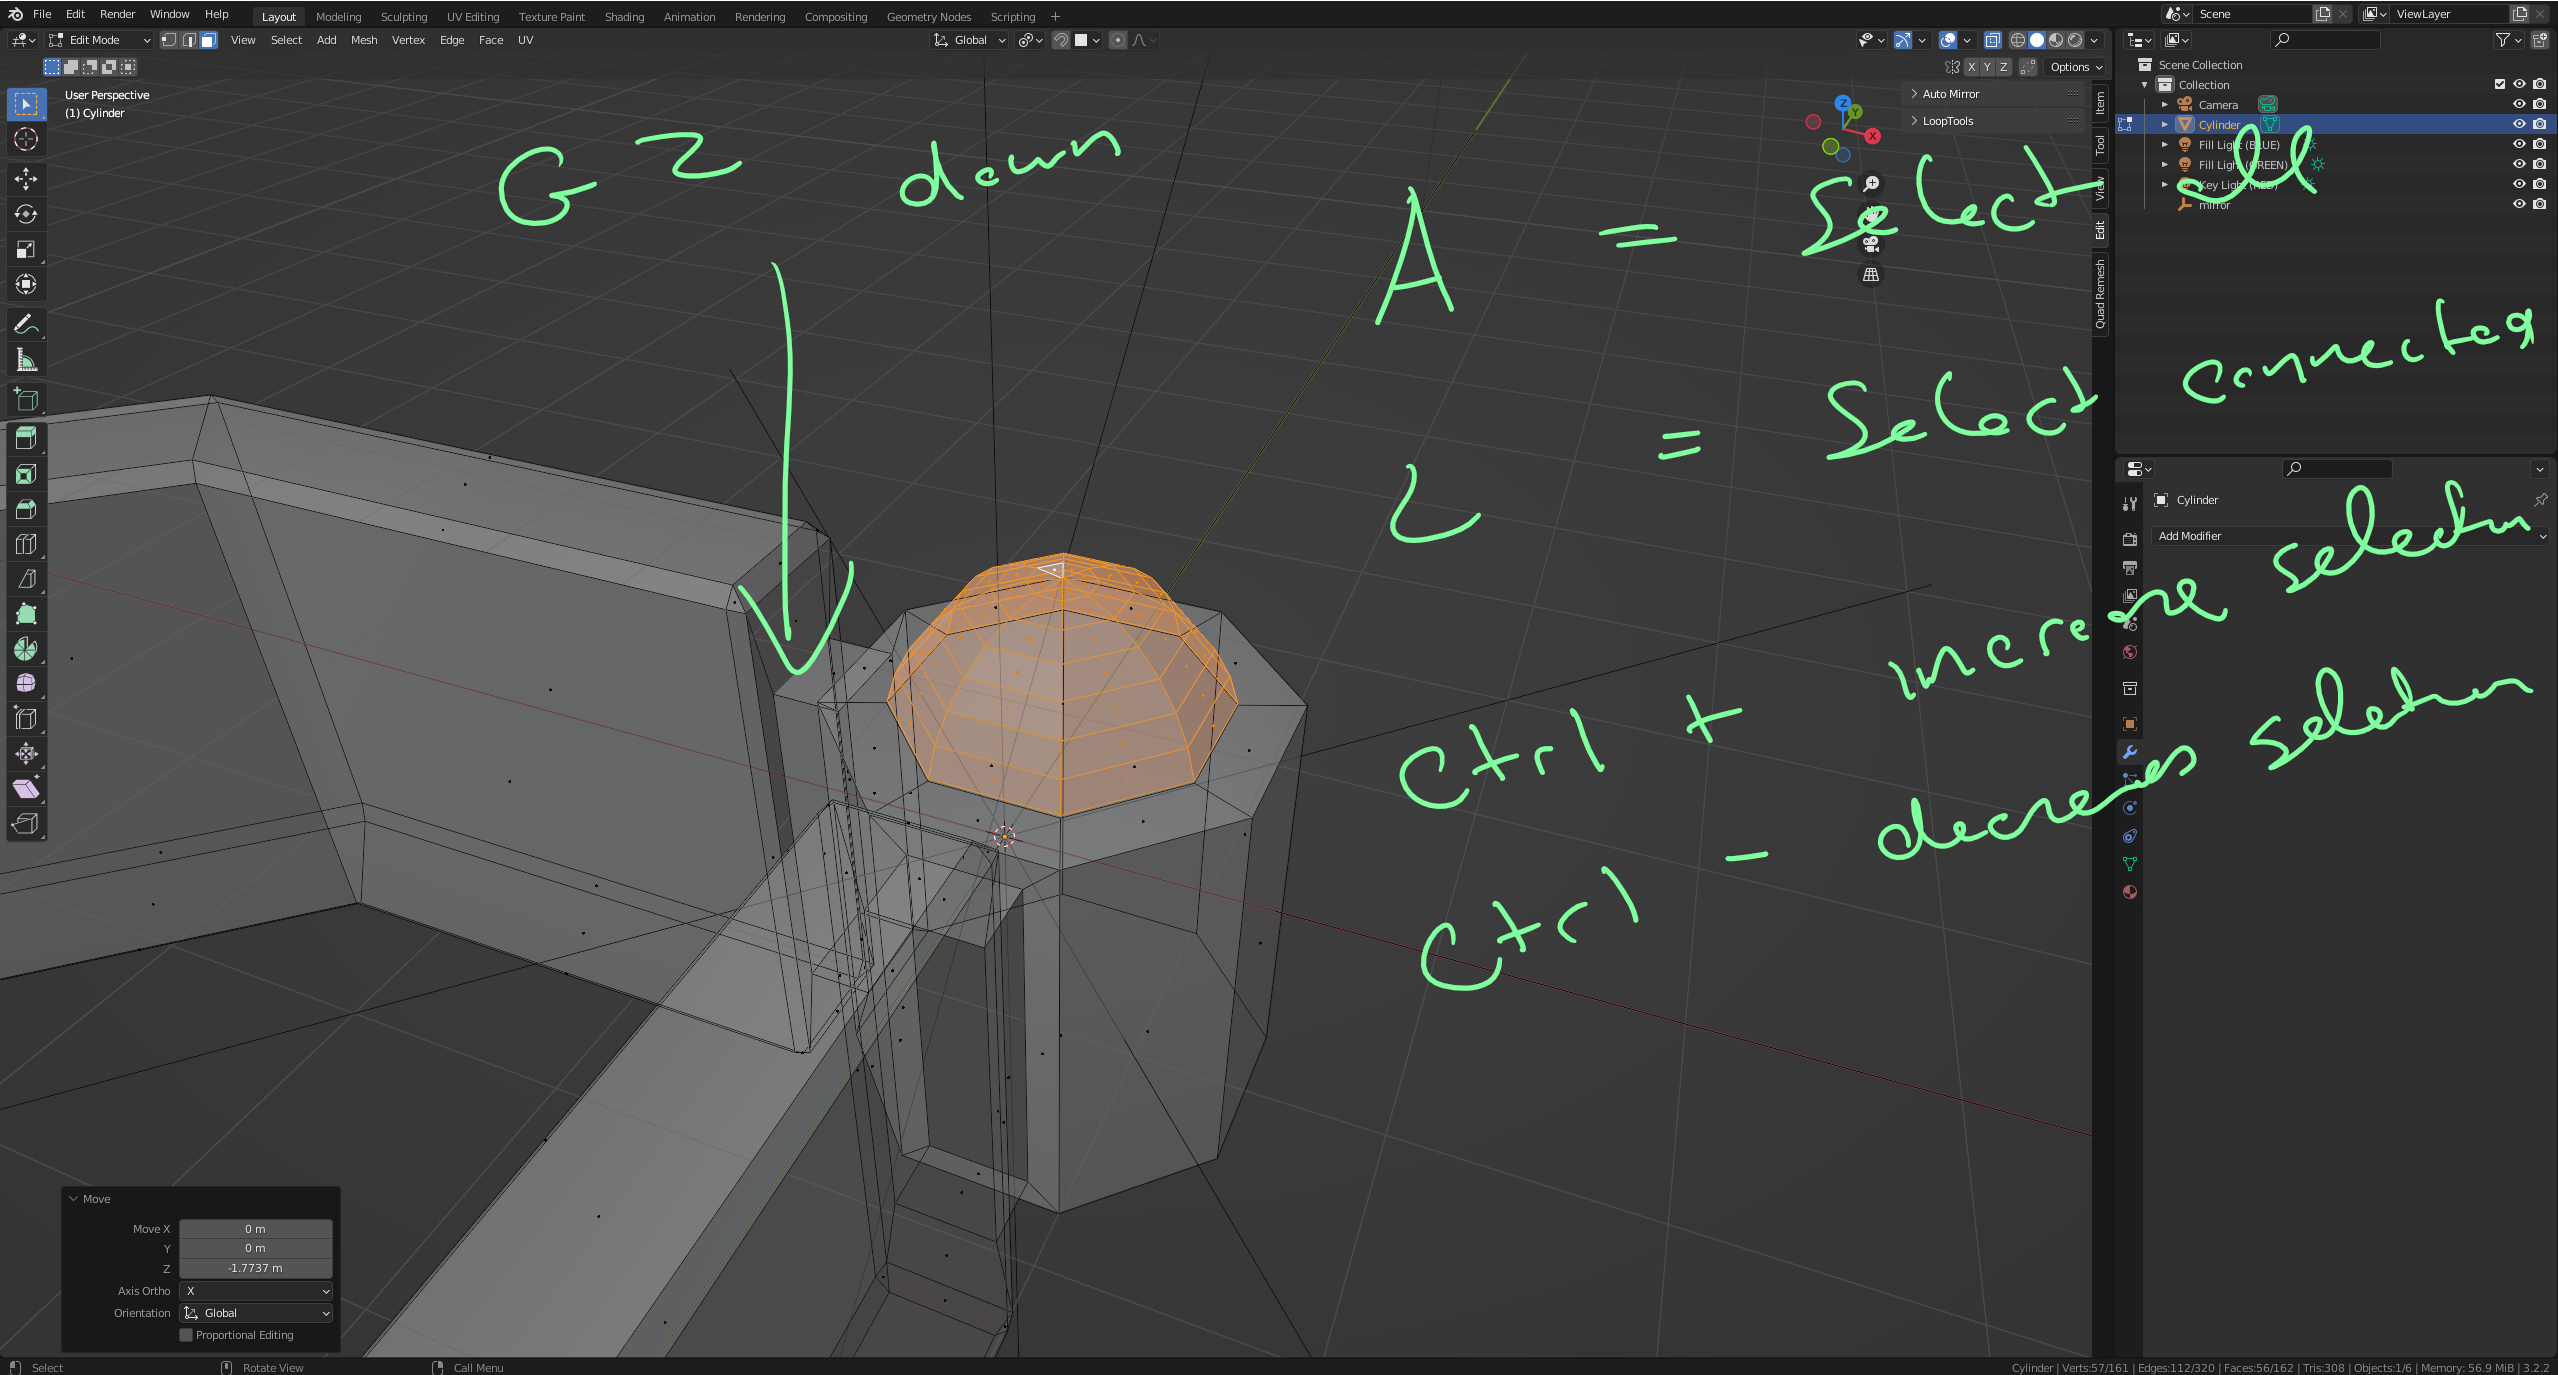 File Edit Render Window Help Layout Modeling Sculpting UV Editing Texture Paint Shading Animation Rendering Compositing Geometry Nodes Scripting + Scene ViewLayer
Edit Mode View Select Add Mesh Vertex Edge Face UV Global
X Y Z Options
User Perspective
(1) Cylinder
Auto Mirror
LoopTools
Z
Y
X
Item
Tool
View
Edit
Quad Remesh
Scene Collection
Collection
Camera
Cylinder
Fill Light (BLUE)
Fill Light (GREEN)
Key Light (RED)
mirror
G Z down
A = Select all
L = Select connected
Ctrl + increase selection
Ctrl - decreases selection
Cylinder
Add Modifier
Move
Move X 0 m
Y 0 m
Z -1.7737 m
Axis Ortho X
Orientation Global
Proportional Editing
Select Rotate View Call Menu
Cylinder | Verts:57/161 | Edges:112/320 | Faces:56/162 | Tris:308 | Objects:1/6 | Memory: 56.9 MiB | 3.2.2